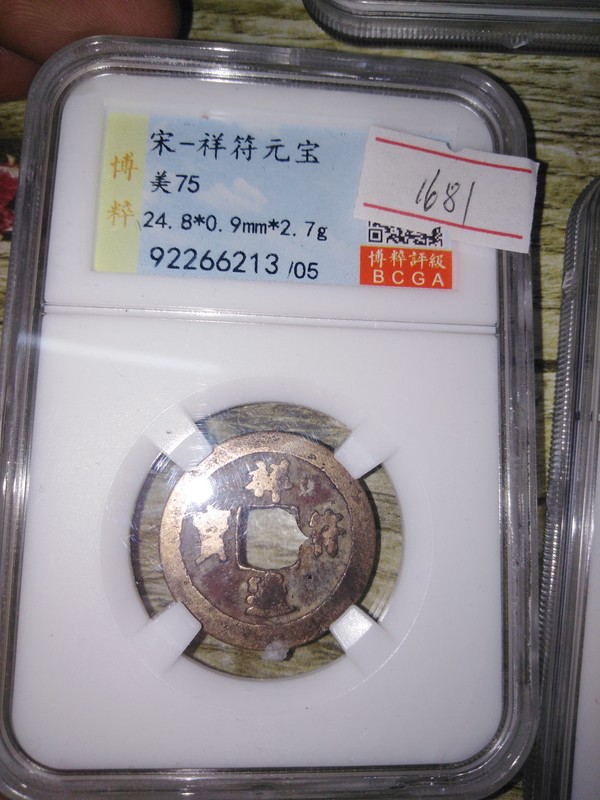 博粹
宋-祥符元宝
美75
24.8*0.9mm*2.7g
92266213/05
1681
博粹評級
BCGA
祥
符
通
寶